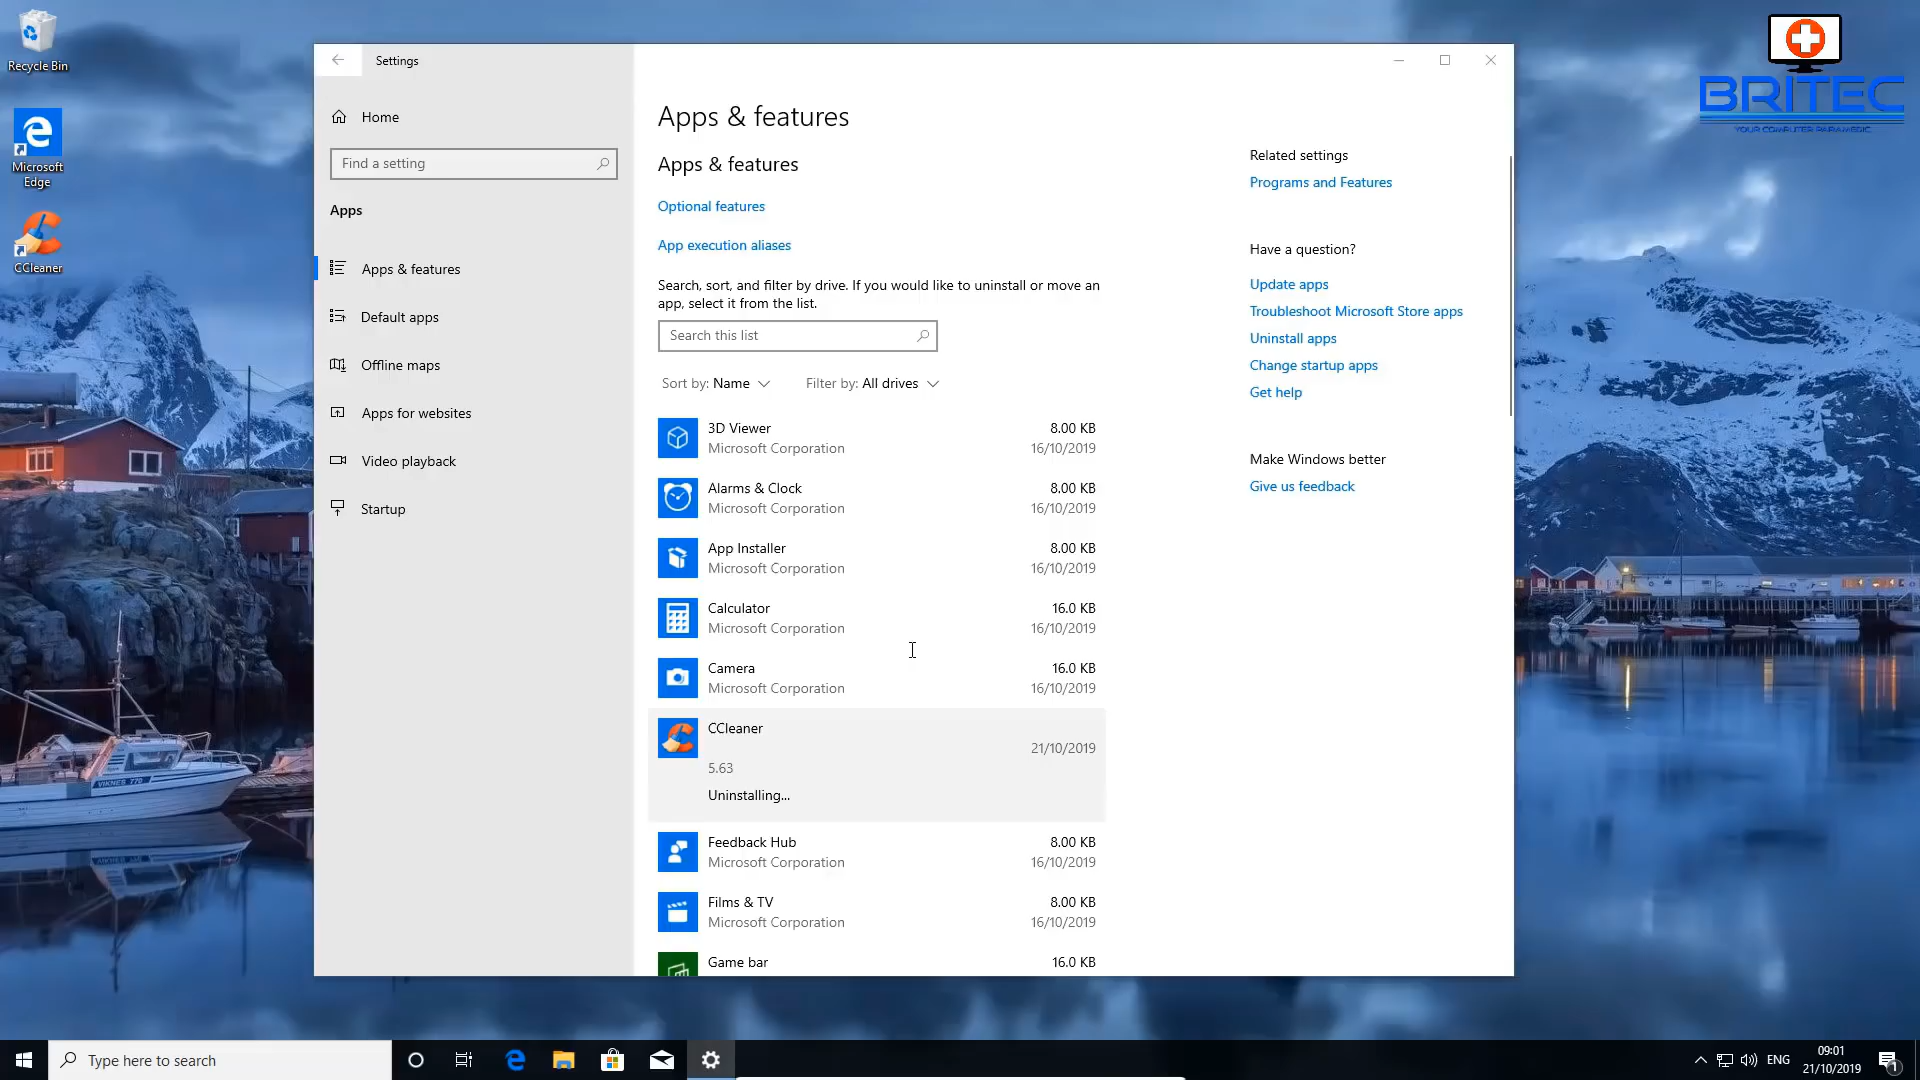 Recycle Bin
Microsoft
Edge
CCleaner
Settings
Home
Find a setting
Apps
Apps & features
Default apps
Offline maps
Apps for websites
Video playback
Startup
Apps & features
Apps & features
Optional features
App execution aliases
Search, sort, and filter by drive. If you would like to uninstall or move an
app, select it from the list.
Search this list
Sort by: Name
Filter by: All drives
3D Viewer 8.00 KB
Microsoft Corporation 16/10/2019
Alarms & Clock 8.00 KB
Microsoft Corporation 16/10/2019
App Installer 8.00 KB
Microsoft Corporation 16/10/2019
Calculator 16.0 KB
Microsoft Corporation 16/10/2019
Camera 16.0 KB
Microsoft Corporation 16/10/2019
CCleaner
21/10/2019
5.63
Uninstalling...
Feedback Hub 8.00 KB
Microsoft Corporation 16/10/2019
Films & TV 8.00 KB
Microsoft Corporation 16/10/2019
Game bar 16.0 KB
Related settings
Programs and Features
Have a question?
Update apps
Troubleshoot Microsoft Store apps
Uninstall apps
Change startup apps
Get help
Make Windows better
Give us feedback
BRITEC
YOUR COMPUTER PARAMEDIC
VIKNES 770
Type here to search
ENG
09:01
21/10/2019
1